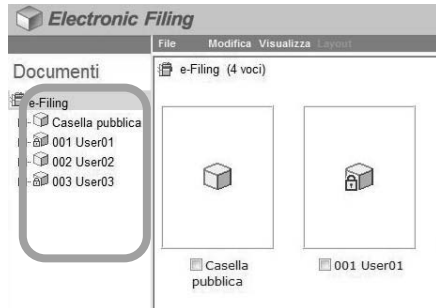 Electronic Filing
File Modifica Visualizza Layout
Documenti
e-Filing
Casella pubblica
001 User01
002 User02
003 User03
e-Filing (4 voci)
Casella
pubblica
001 User01